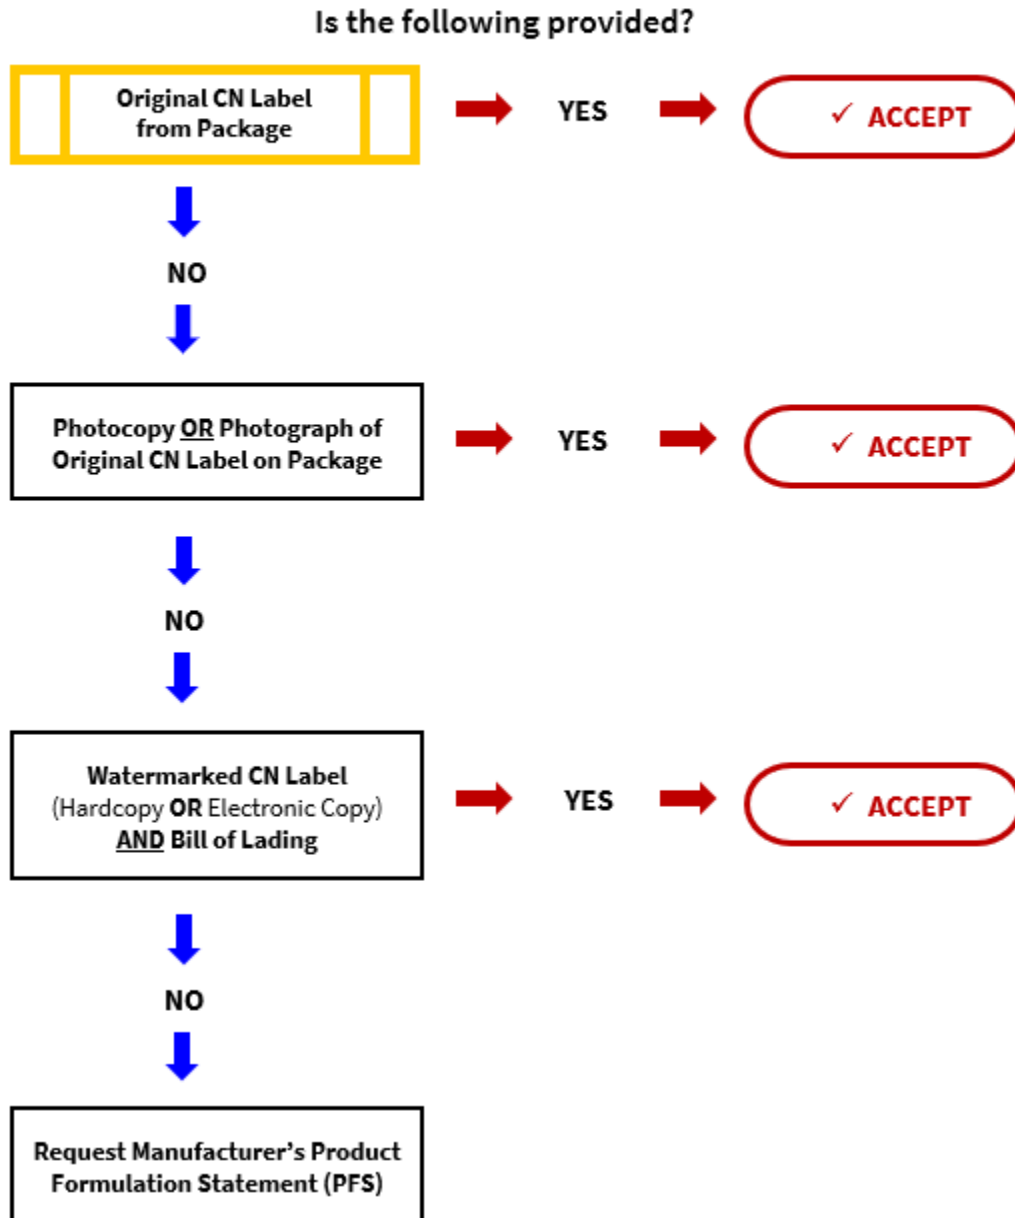 Is the following provided?
Original CN Label
from Package
YES
✓ ACCEPT
NO
Photocopy OR Photograph of
Original CN Label on Package
YES
✓ ACCEPT
NO
Watermarked CN Label
(Hardcopy OR Electronic Copy)
AND Bill of Lading
YES
✓ ACCEPT
NO
Request Manufacturer’s Product
Formulation Statement (PFS)